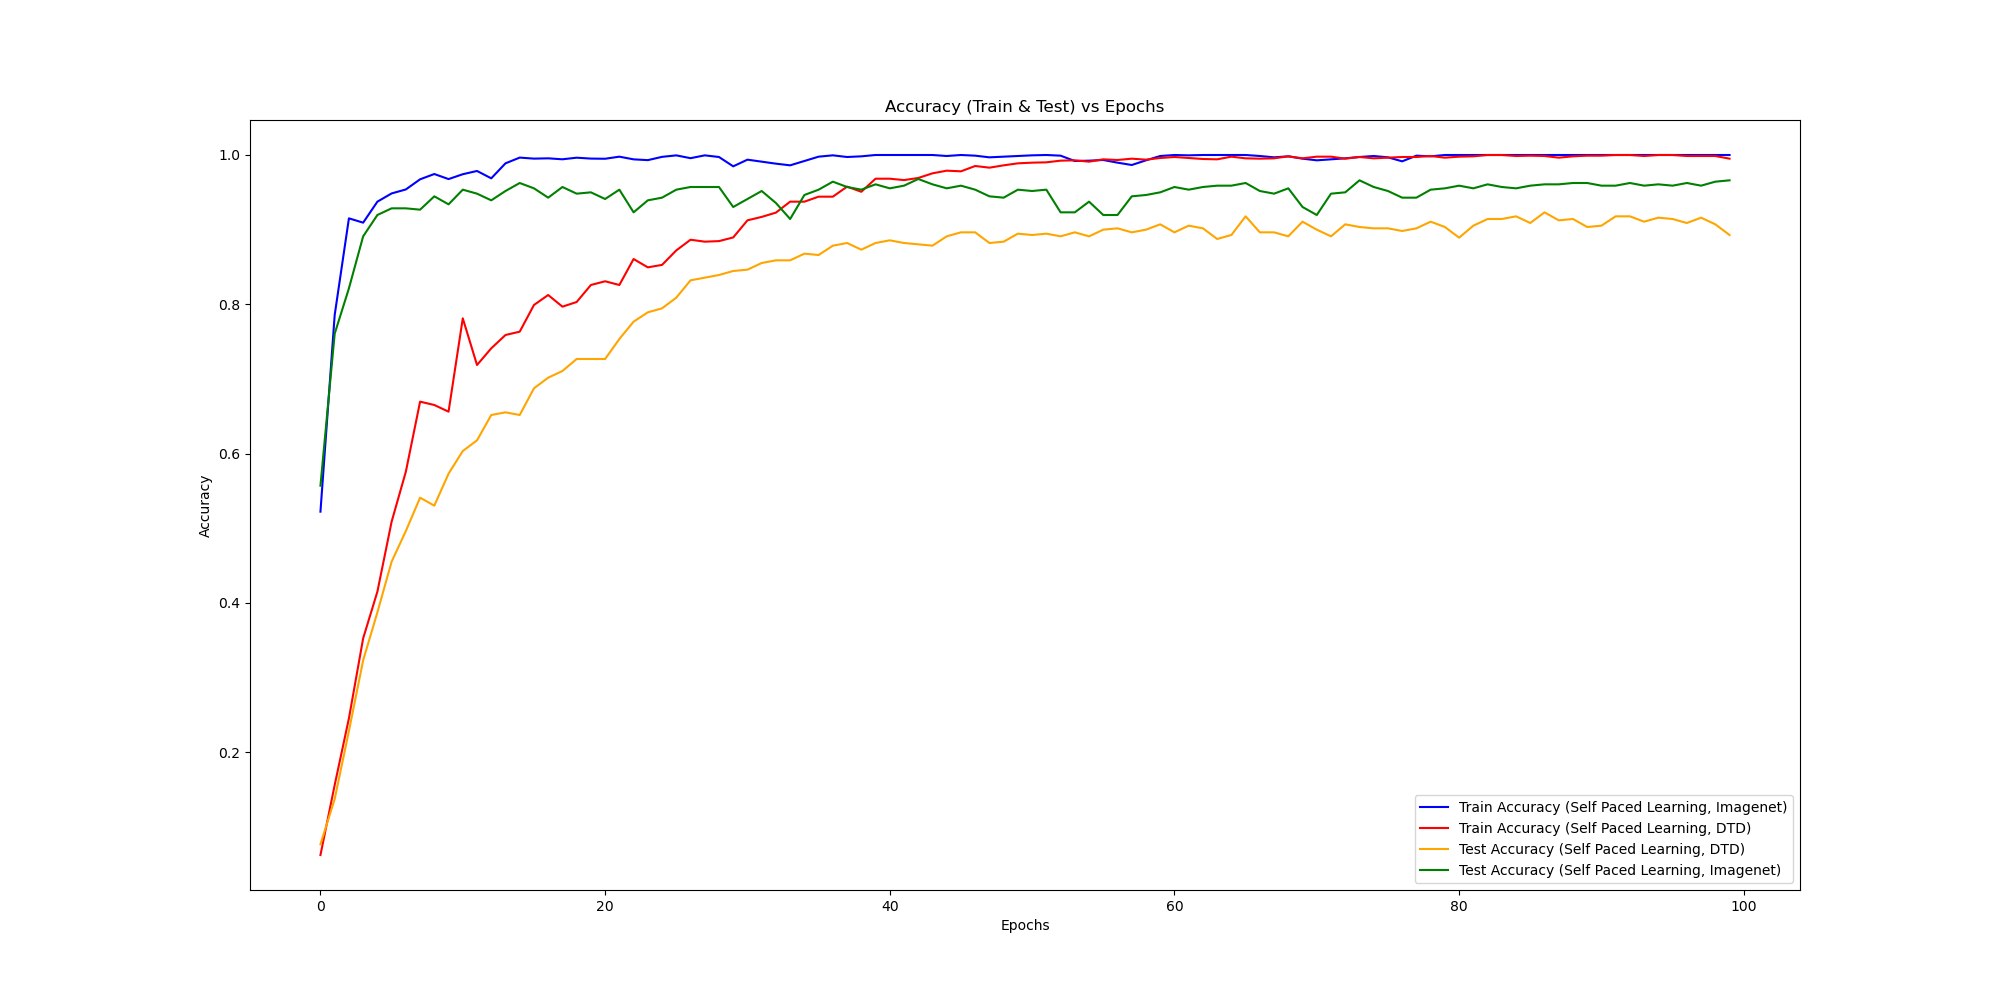 Accuracy (Train & Test) vs Epochs
1.0
0.8
0.6
0.4
0.2
Accuracy
0 20 40 60 80 100
Epochs
Train Accuracy (Self Paced Learning, Imagenet)
Train Accuracy (Self Paced Learning, DTD)
Test Accuracy (Self Paced Learning, DTD)
Test Accuracy (Self Paced Learning, Imagenet)